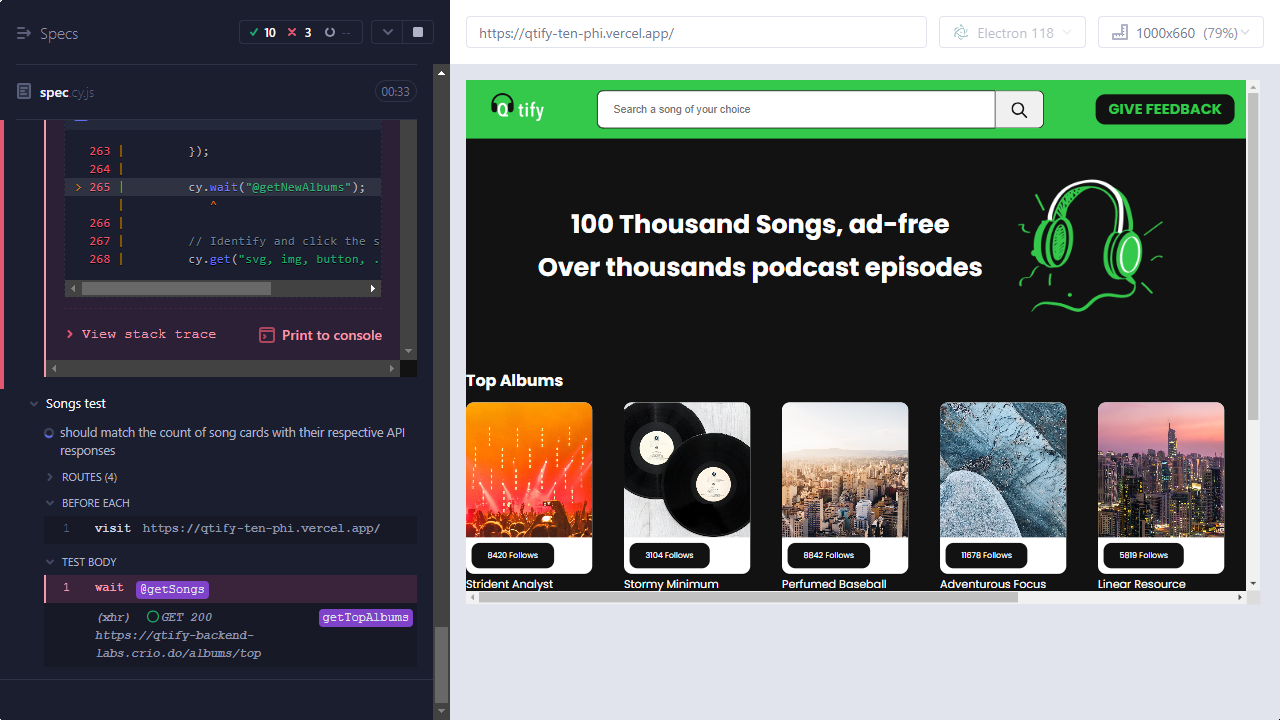 Specs
10 3 --
spec.cy.js 00:33
263 | });
264 |
> 265 | cy.wait("@getNewAlbums");
| ^
266 |
267 | // Identify and click the s
268 | cy.get("svg, img, button, .
View stack trace
Print to console
Songs test
should match the count of song cards with their respective API
responses
ROUTES (4)
BEFORE EACH
1 visit https://qtify-ten-phi.vercel.app/
TEST BODY
1 wait @getSongs
(xhr) GET 200 getTopAlbums
https://qtify-backend-
labs.crio.do/albums/top
https://qtify-ten-phi.vercel.app/
Electron 118
1000x660 (79%)
Qtify
Search a song of your choice
GIVE FEEDBACK
100 Thousand Songs, ad-free
Over thousands podcast episodes
Top Albums
8420 Follows
3104 Follows
8842 Follows
11678 Follows
5819 Follows
Strident Analyst
Stormy Minimum
Perfumed Baseball
Adventurous Focus
Linear Resource